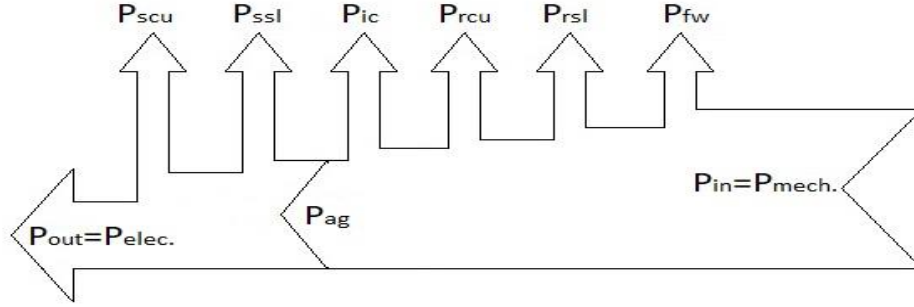 Pscu Pssl Pic Prcu Prsl Pfw
Pin=Pmech.
Pag
Pout=Pelec.